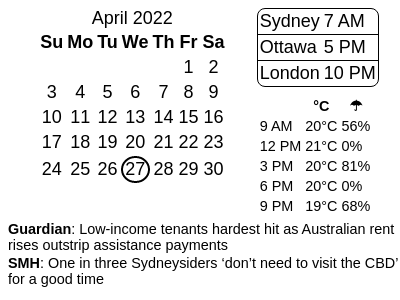 April 2022
Su Mo Tu We Th Fr Sa
1 2
3 4 5 6 7 8 9
10 11 12 13 14 15 16
17 18 19 20 21 22 23
24 25 26 27 28 29 30
Sydney 7 AM
Ottawa 5 PM
London 10 PM
°C ☂
9 AM 20°C 56%
12 PM 21°C 0%
3 PM 20°C 81%
6 PM 20°C 0%
9 PM 19°C 68%
Guardian: Low-income tenants hardest hit as Australian rent
rises outstrip assistance payments
SMH: One in three Sydneysiders ‘don’t need to visit the CBD’
for a good time